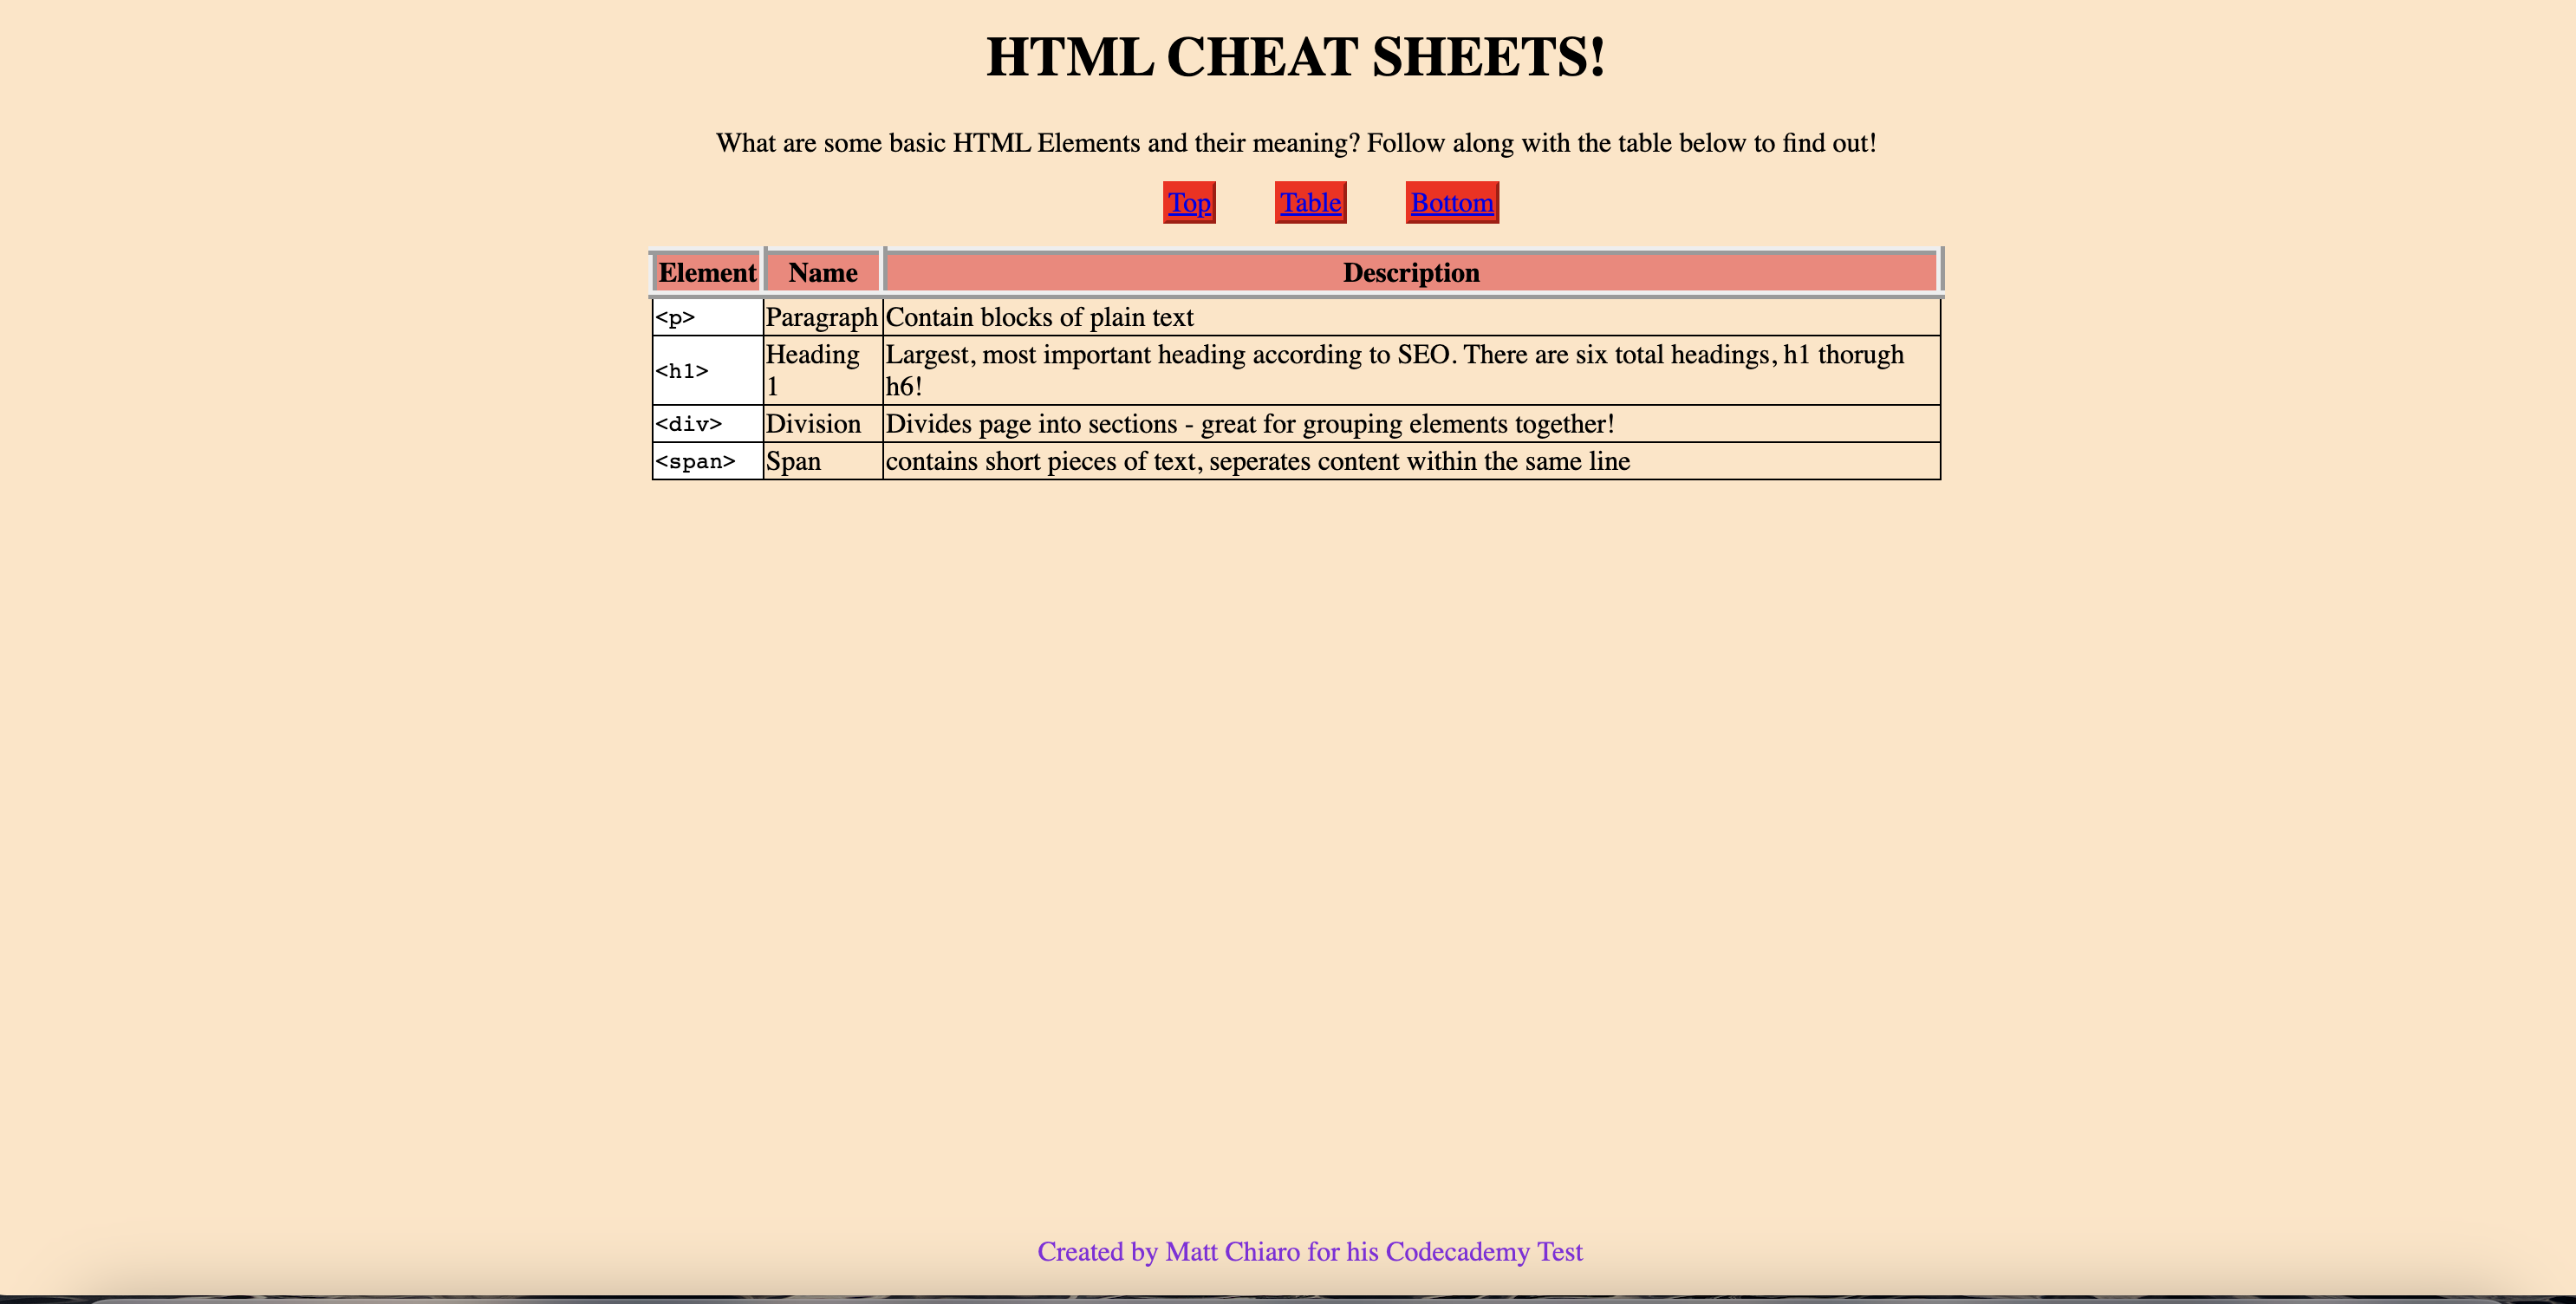 HTML CHEAT SHEETS!
What are some basic HTML Elements and their meaning? Follow along with the table below to find out!
Top Table Bottom
Element Name Description
<p> Paragraph Contain blocks of plain text
<h1> Heading 1 Largest, most important heading according to SEO. There are six total headings, h1 thorugh h6!
<div> Division Divides page into sections - great for grouping elements together!
<span> Span contains short pieces of text, seperates content within the same line
Created by Matt Chiaro for his Codecademy Test